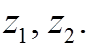 z₁, z₂.